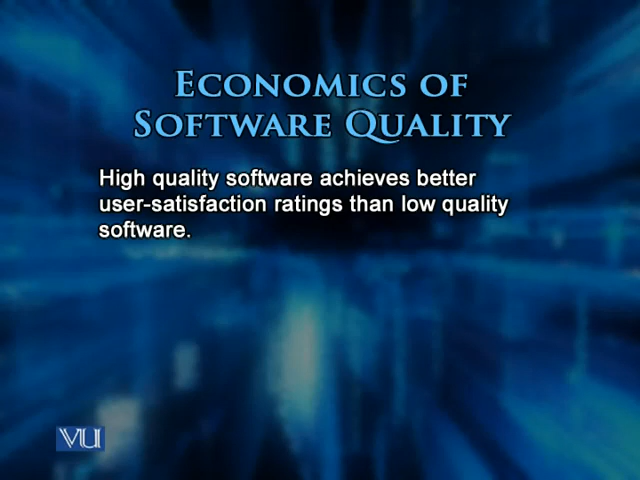 Economics of
Software Quality
High quality software achieves better
user-satisfaction ratings than low quality
software.
VU